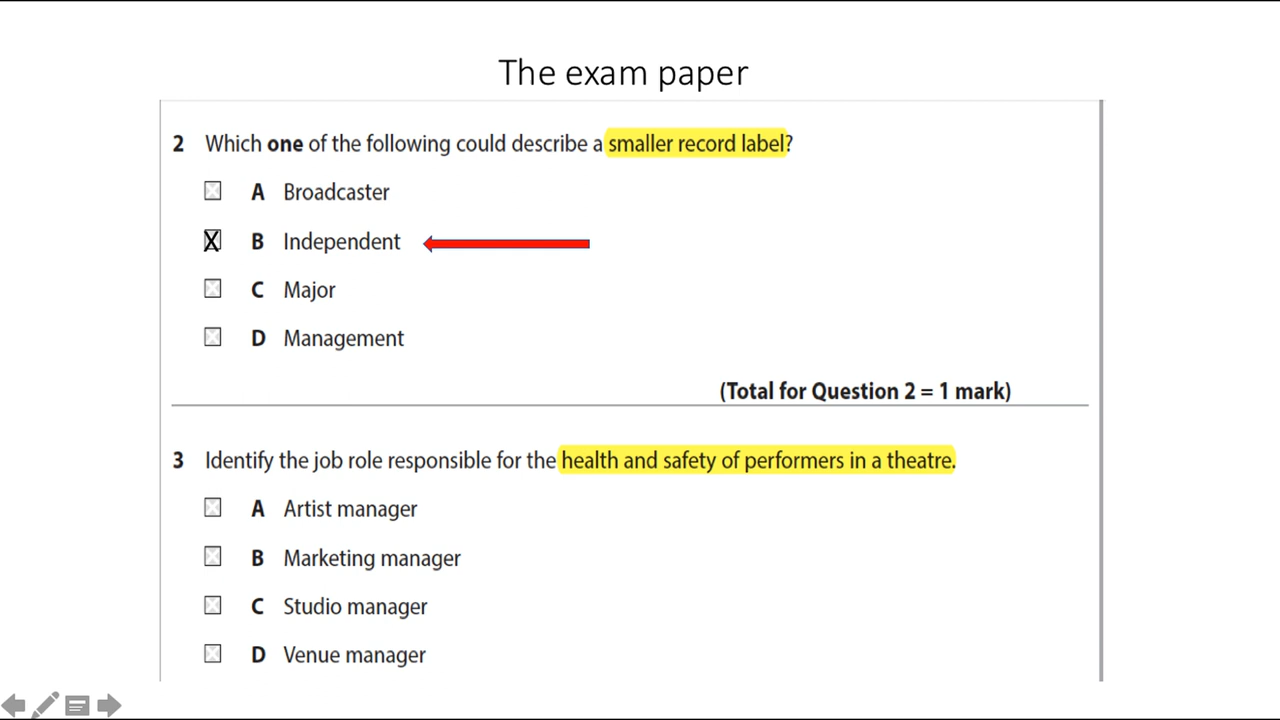 The exam paper
2 Which one of the following could describe a smaller record label?
A Broadcaster
X B Independent
C Major
D Management
(Total for Question 2 = 1 mark)
3 Identify the job role responsible for the health and safety of performers in a theatre.
A Artist manager
B Marketing manager
C Studio manager
D Venue manager